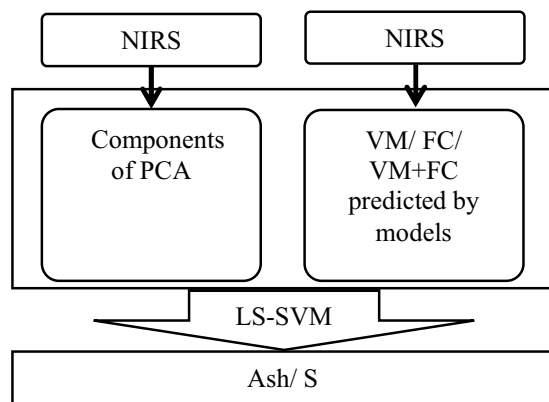 NIRS
NIRS
Components
of PCA
VM/ FC/
VM+FC
predicted by
models
LS-SVM
Ash/ S